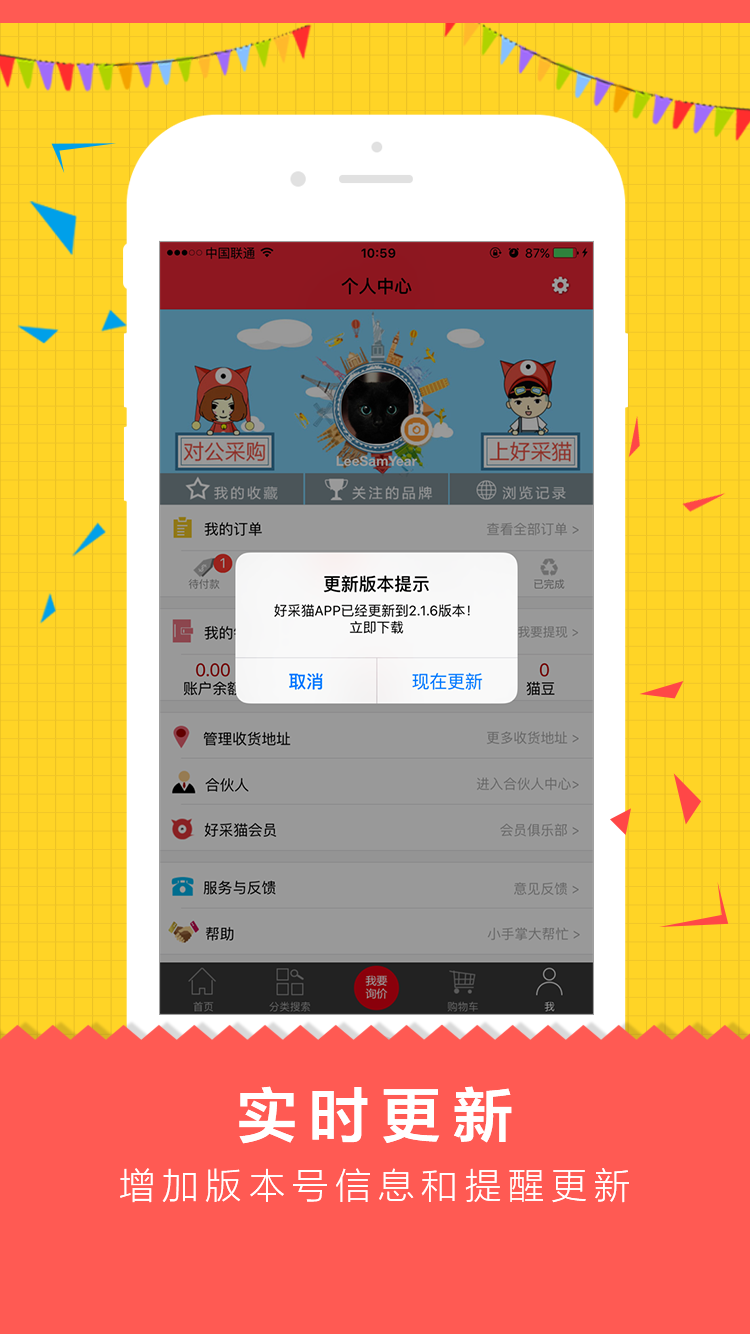 中国联通 10:59 87%
个人中心
对公采购
上好采猫
LeeSamYear
我的收藏 关注的品牌 浏览记录
我的订单 查看全部订单 >
1
待付款 已完成
更新版本提示
好采猫APP已经更新到2.1.6版本!
立即下载
取消 现在更新
我的 我要提现 >
0.00 0
账户余额 猫豆
管理收货地址 更多收货地址 >
合伙人 进入合伙人中心>
好采猫会员 会员俱乐部 >
服务与反馈 意见反馈 >
帮助 小手掌大帮忙 >
首页 分类搜索 我要
询价 购物车 我
实时更新
增加版本号信息和提醒更新